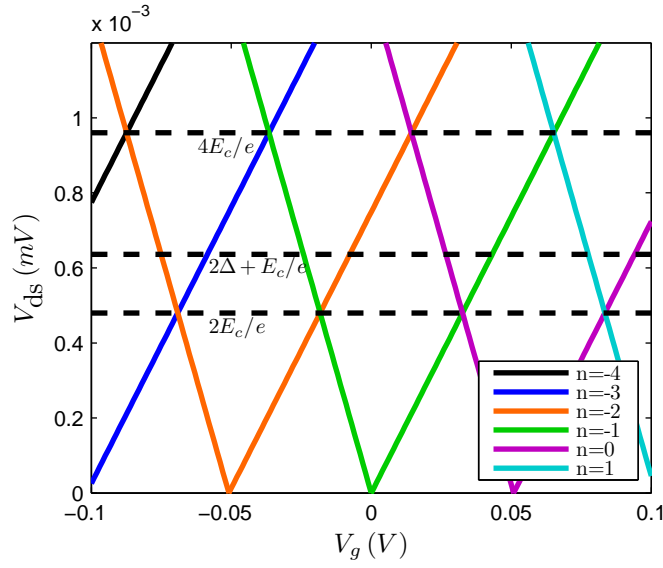 x 10⁻³
1
0.8
0.6
0.4
0.2
0
V_ds (mV)
4E_c/e
2Δ + E_c/e
2E_c/e
n=-4
n=-3
n=-2
n=-1
n=0
n=1
−0.1 −0.05 0 0.05 0.1
V_g (V)